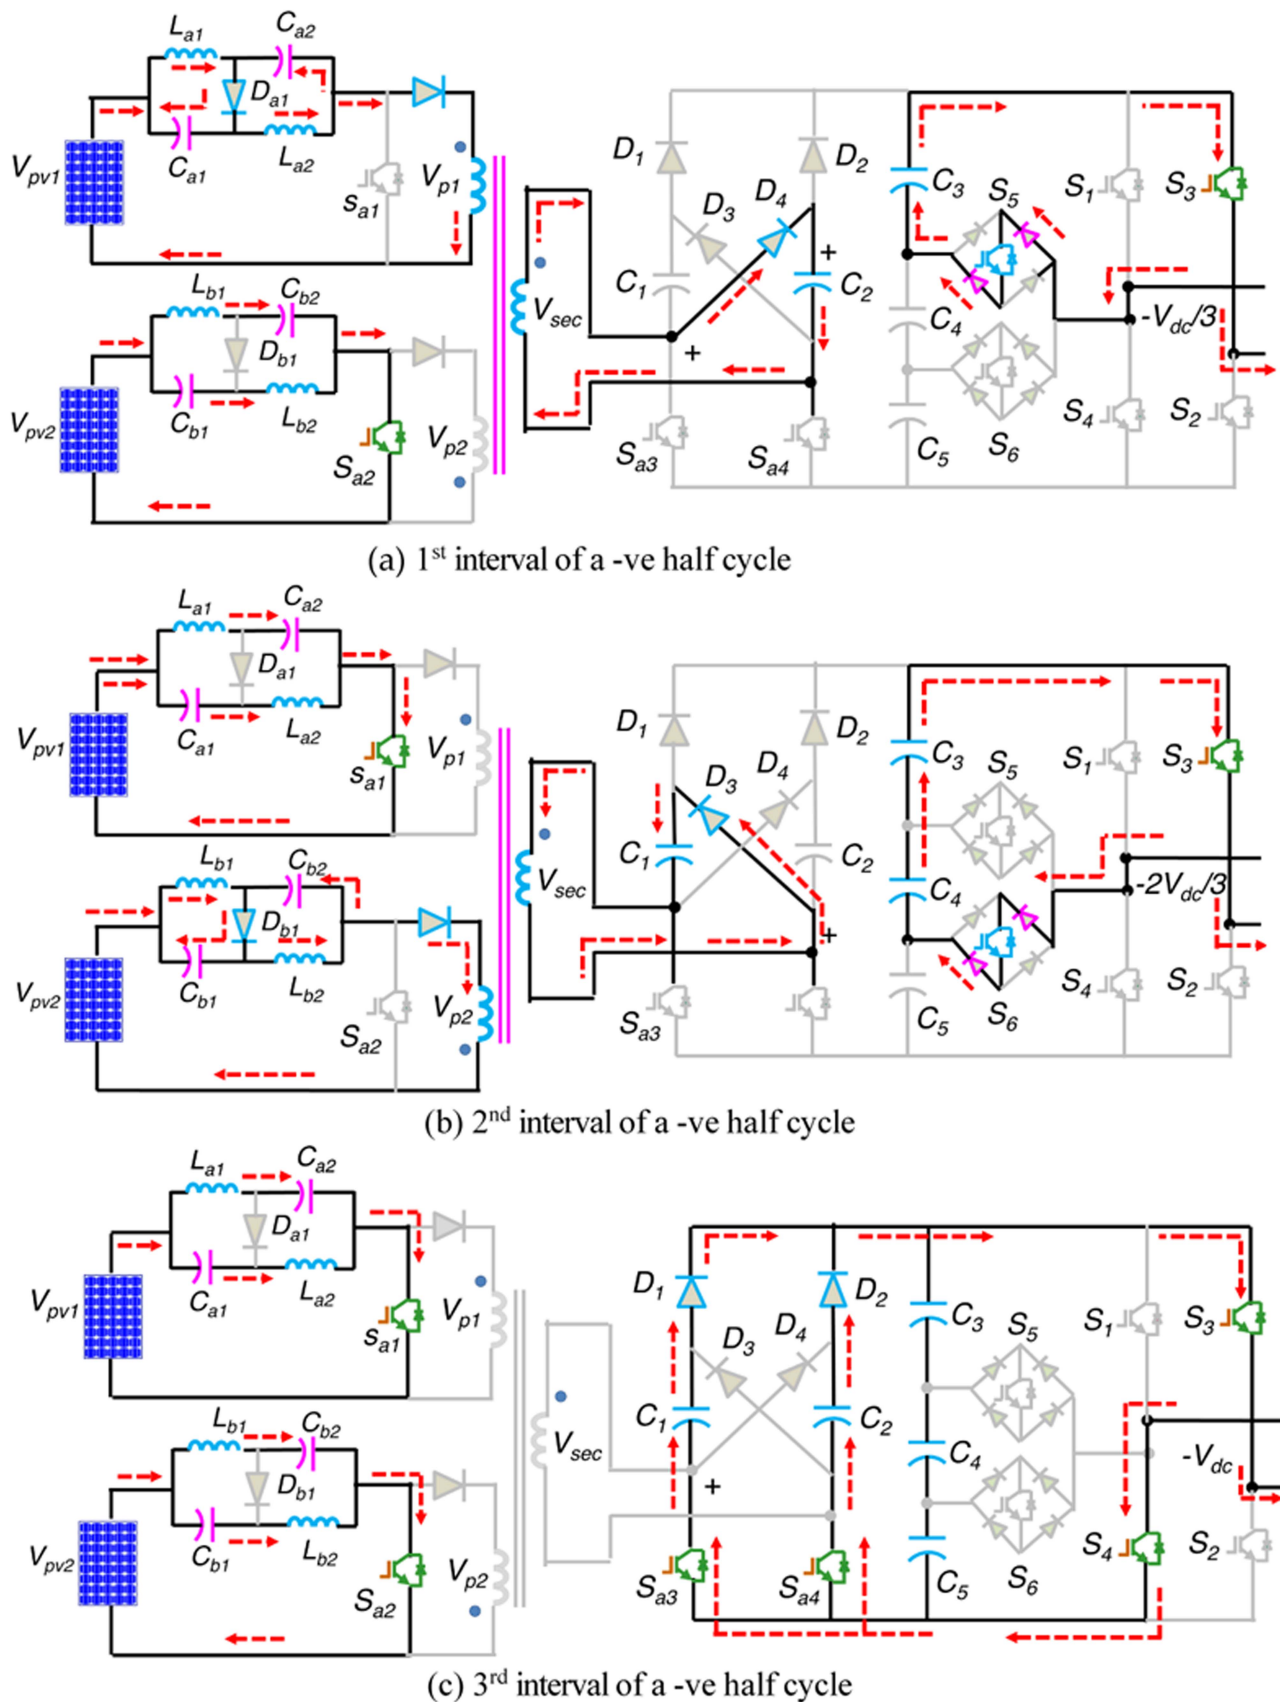 La1 Ca2
Da1
Vpv1 Ca1 La2 sa1 Vp1
D1 D2 D3 D4 C1 C2
C3 S5 S1 S3
Vsec + +
C4 -Vdc/3
Lb1 Cb2
Db1
Vpv2 Cb1 Lb2 Sa2 Vp2
Sa3 Sa4 C5 S6 S4 S2
(a) 1st interval of a -ve half cycle
La1 Ca2
Da1
Vpv1 Ca1 La2 sa1 Vp1
D1 D2 D3 D4 C1 C2
C3 S5 S1 S3
Vsec +
C4 -2Vdc/3
Lb1 Cb2
Db1
Vpv2 Cb1 Lb2 Sa2 Vp2
Sa3 C5 S6 S4 S2
(b) 2nd interval of a -ve half cycle
La1 Ca2
Da1
Vpv1 Ca1 La2 sa1 Vp1
D1 D2 D3 D4 C1 C2
C3 S5 S1 S3
Vsec +
C4 -Vdc
Lb1 Cb2
Db1
Vpv2 Cb1 Lb2 Sa2 Vp2
Sa3 Sa4 C5 S6 S4 S2
(c) 3rd interval of a -ve half cycle